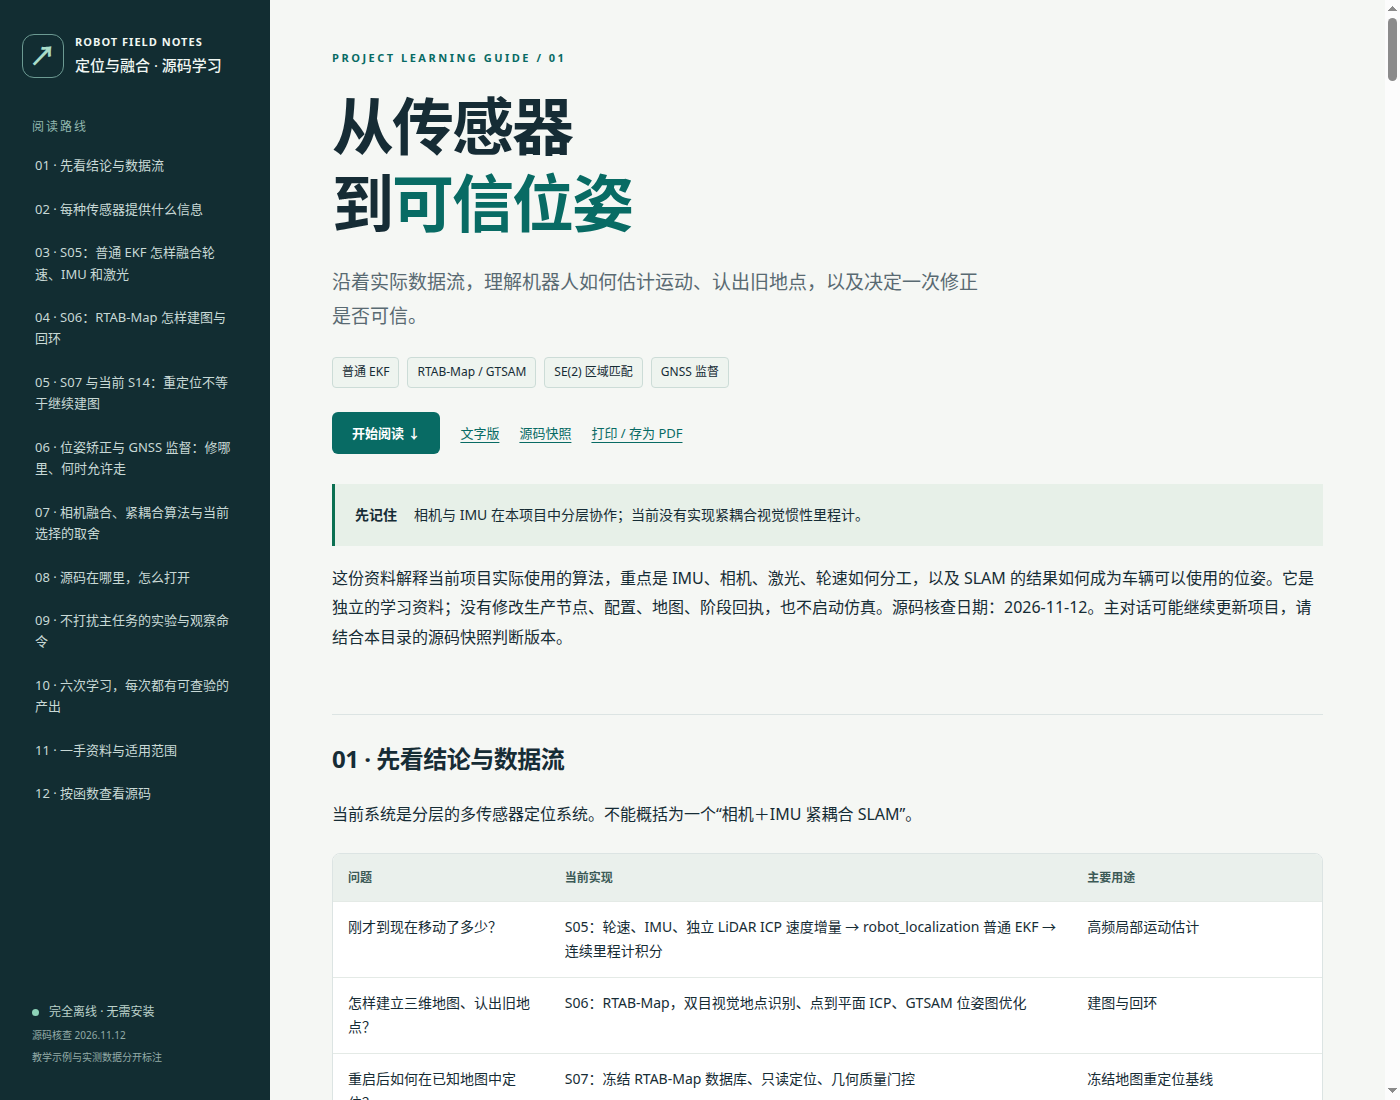 ROBOT FIELD NOTES
定位与融合 · 源码学习
阅读路线
01 · 先看结论与数据流
02 · 每种传感器提供什么信息
03 · S05：普通 EKF 怎样融合轮
速、IMU 和激光
04 · S06：RTAB-Map 怎样建图与
回环
05 · S07 与当前 S14：重定位不等
于继续建图
06 · 位姿矫正与 GNSS 监督：修哪
里、何时允许走
07 · 相机融合、紧耦合算法与当前
选择的取舍
08 · 源码在哪里，怎么打开
09 · 不打扰主任务的实验与观察命
令
10 · 六次学习，每次都有可查验的
产出
11 · 一手资料与适用范围
12 · 按函数查看源码
完全离线 · 无需安装
源码核查 2026.11.12
教学示例与实测数据分开标注
PROJECT LEARNING GUIDE / 01
从传感器
到可信位姿
沿着实际数据流，理解机器人如何估计运动、认出旧地点，以及决定一次修正
是否可信。
普通 EKF
RTAB-Map / GTSAM
SE(2) 区域匹配
GNSS 监督
开始阅读 ↓
文字版
源码快照
打印 / 存为 PDF
先记住 相机与 IMU 在本项目中分层协作；当前没有实现紧耦合视觉惯性里程计。
这份资料解释当前项目实际使用的算法，重点是 IMU、相机、激光、轮速如何分工，以及 SLAM 的结果如何成为车辆可以使用的位姿。它是
独立的学习资料；没有修改生产节点、配置、地图、阶段回执，也不启动仿真。源码核查日期：2026-11-12。主对话可能继续更新项目，请
结合本目录的源码快照判断版本。
01 · 先看结论与数据流
当前系统是分层的多传感器定位系统。不能概括为一个“相机＋IMU 紧耦合 SLAM”。
问题 当前实现 主要用途
刚才到现在移动了多少？ S05：轮速、IMU、独立 LiDAR ICP 速度增量 → robot_localization 普通 EKF → 高频局部运动估计
连续里程计积分
怎样建立三维地图、认出旧地 S06：RTAB-Map，双目视觉地点识别、点到平面 ICP、GTSAM 位姿图优化 建图与回环
点？
重启后如何在已知地图中定 S07：冻结 RTAB-Map 数据库、只读定位、几何质量门控 冻结地图重定位基线